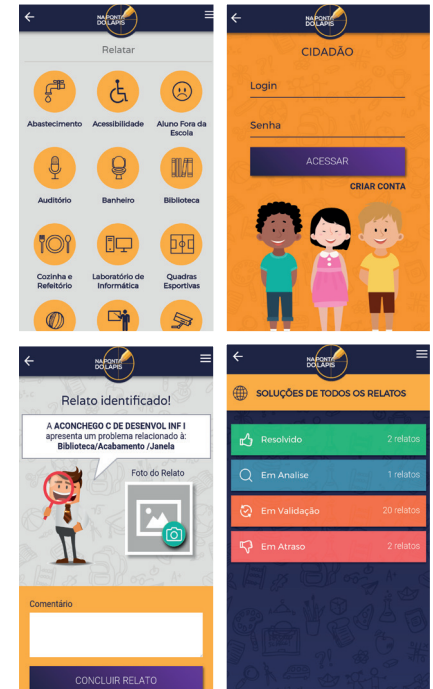 NA PONTA
DO LÁPIS
Relatar
Abastecimento
Acessibilidade
Aluno Fora da
Escola
Auditório
Banheiro
Biblioteca
Cozinha e
Refeitório
Laboratório de
Informática
Quadras
Esportivas
NA PONTA
DO LÁPIS
CIDADÃO
Login
Senha
ACESSAR
CRIAR CONTA
NA PONTA
DO LÁPIS
Relato identificado!
A ACONCHEGO C DE DESENVOL INF I
apresenta um problema relacionado à:
Biblioteca/Acabamento /Janela
Foto do Relato
Comentário
CONCLUIR RELATO
NA PONTA
DO LÁPIS
SOLUÇÕES DE TODOS OS RELATOS
Resolvido 2 relatos
Em Analise 1 relatos
Em Validação 20 relatos
Em Atraso 2 relatos